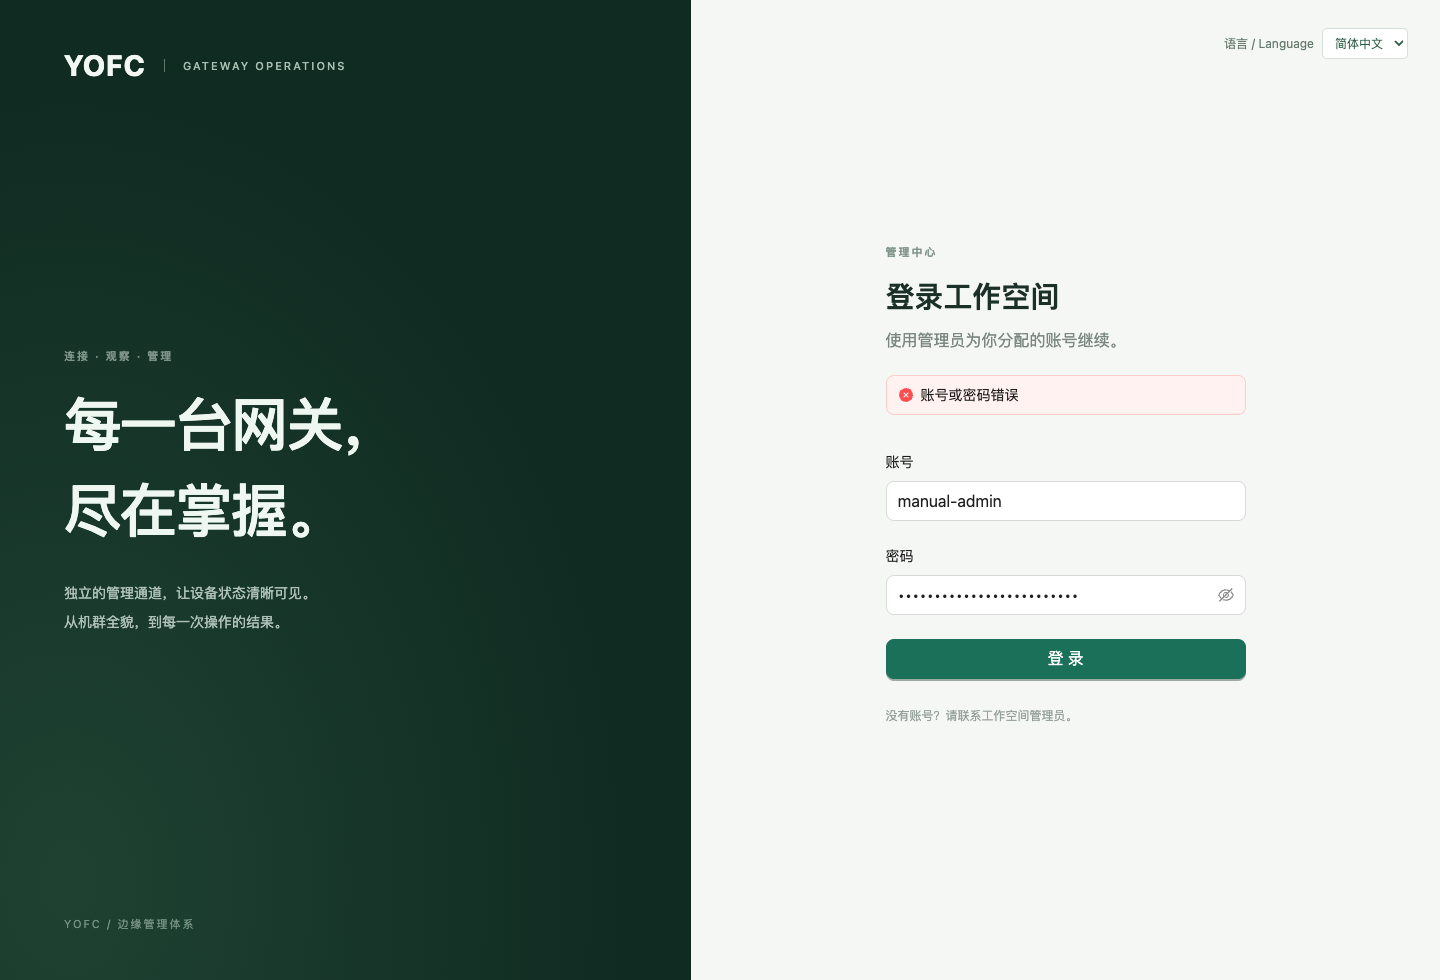 YOFC
GATEWAY OPERATIONS
连接 · 观察 · 管理
每一台网关，
尽在掌握。
独立的管理通道，让设备状态清晰可见。
从机群全貌，到每一次操作的结果。
YOFC / 边缘管理体系
语言 / Language
简体中文
管理中心
登录工作空间
使用管理员为你分配的账号继续。
账号或密码错误
账号
manual-admin
密码
•••••••••••••••••••••••••
登 录
没有账号？请联系工作空间管理员。